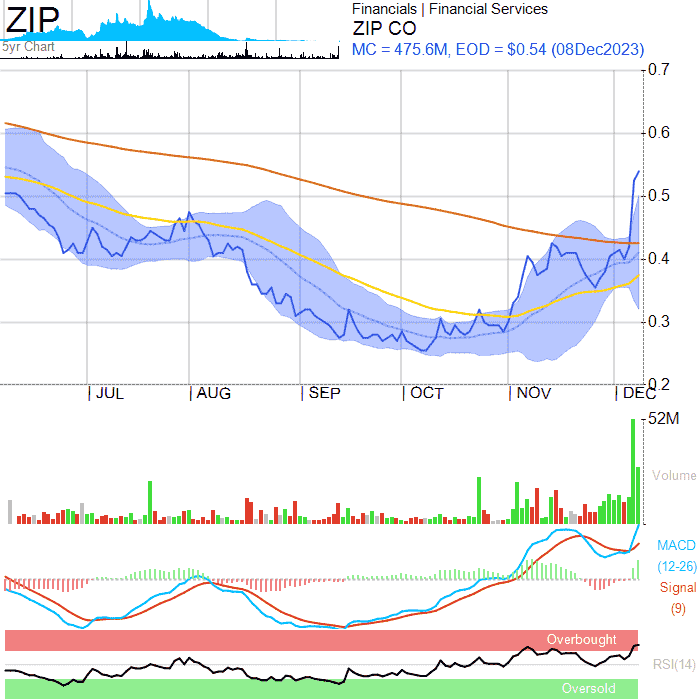 ZIP
5yr Chart
Financials | Financial Services
ZIP CO
MC = 475.6M, EOD = $0.54 (08Dec2023)
0.7
0.6
0.5
0.4
0.3
0.2
JUL
AUG
SEP
OCT
NOV
DEC
52M
Volume
MACD
(12-26)
Signal
(9)
Overbought
RSI(14)
Oversold